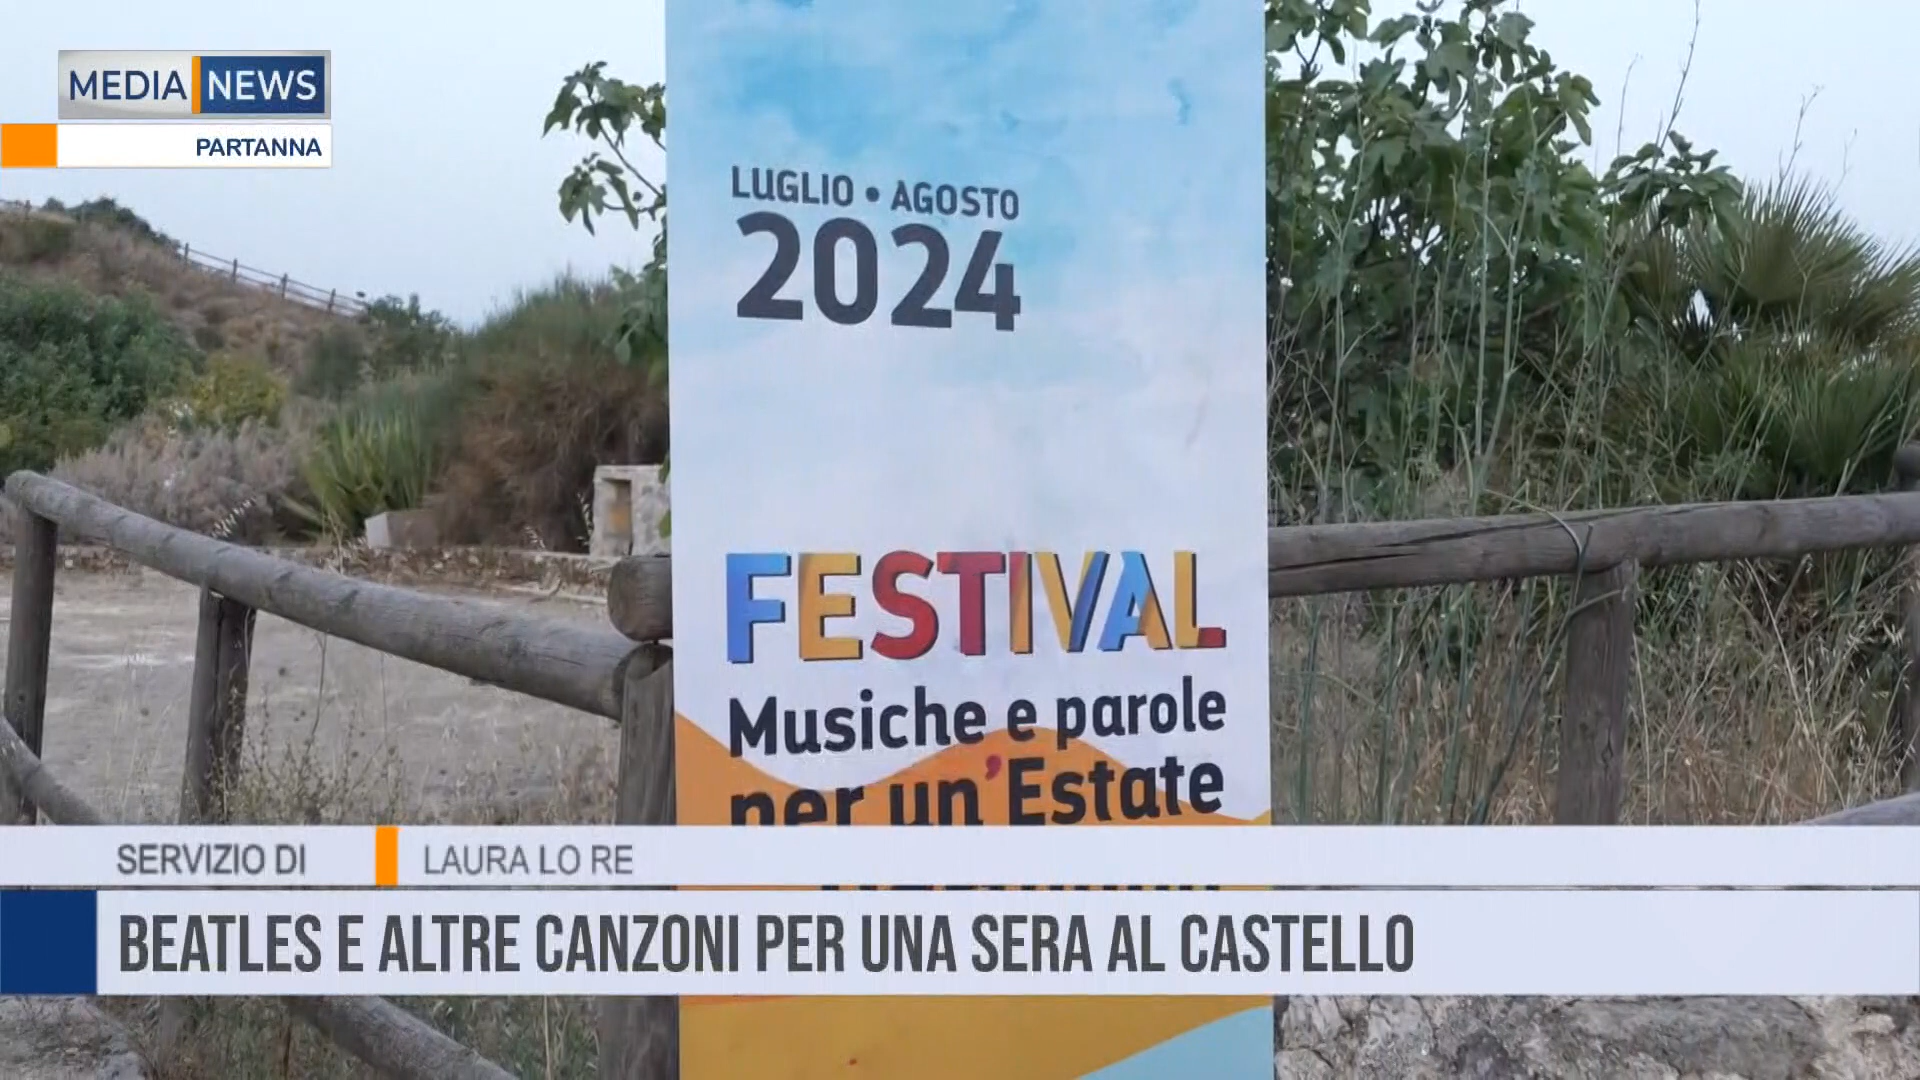 MEDIA NEWS
PARTANNA
LUGLIO • AGOSTO
2024
FESTIVAL
Musiche e parole
per un'Estate
SERVIZIO DI LAURA LO RE
BEATLES E ALTRE CANZONI PER UNA SERA AL CASTELLO